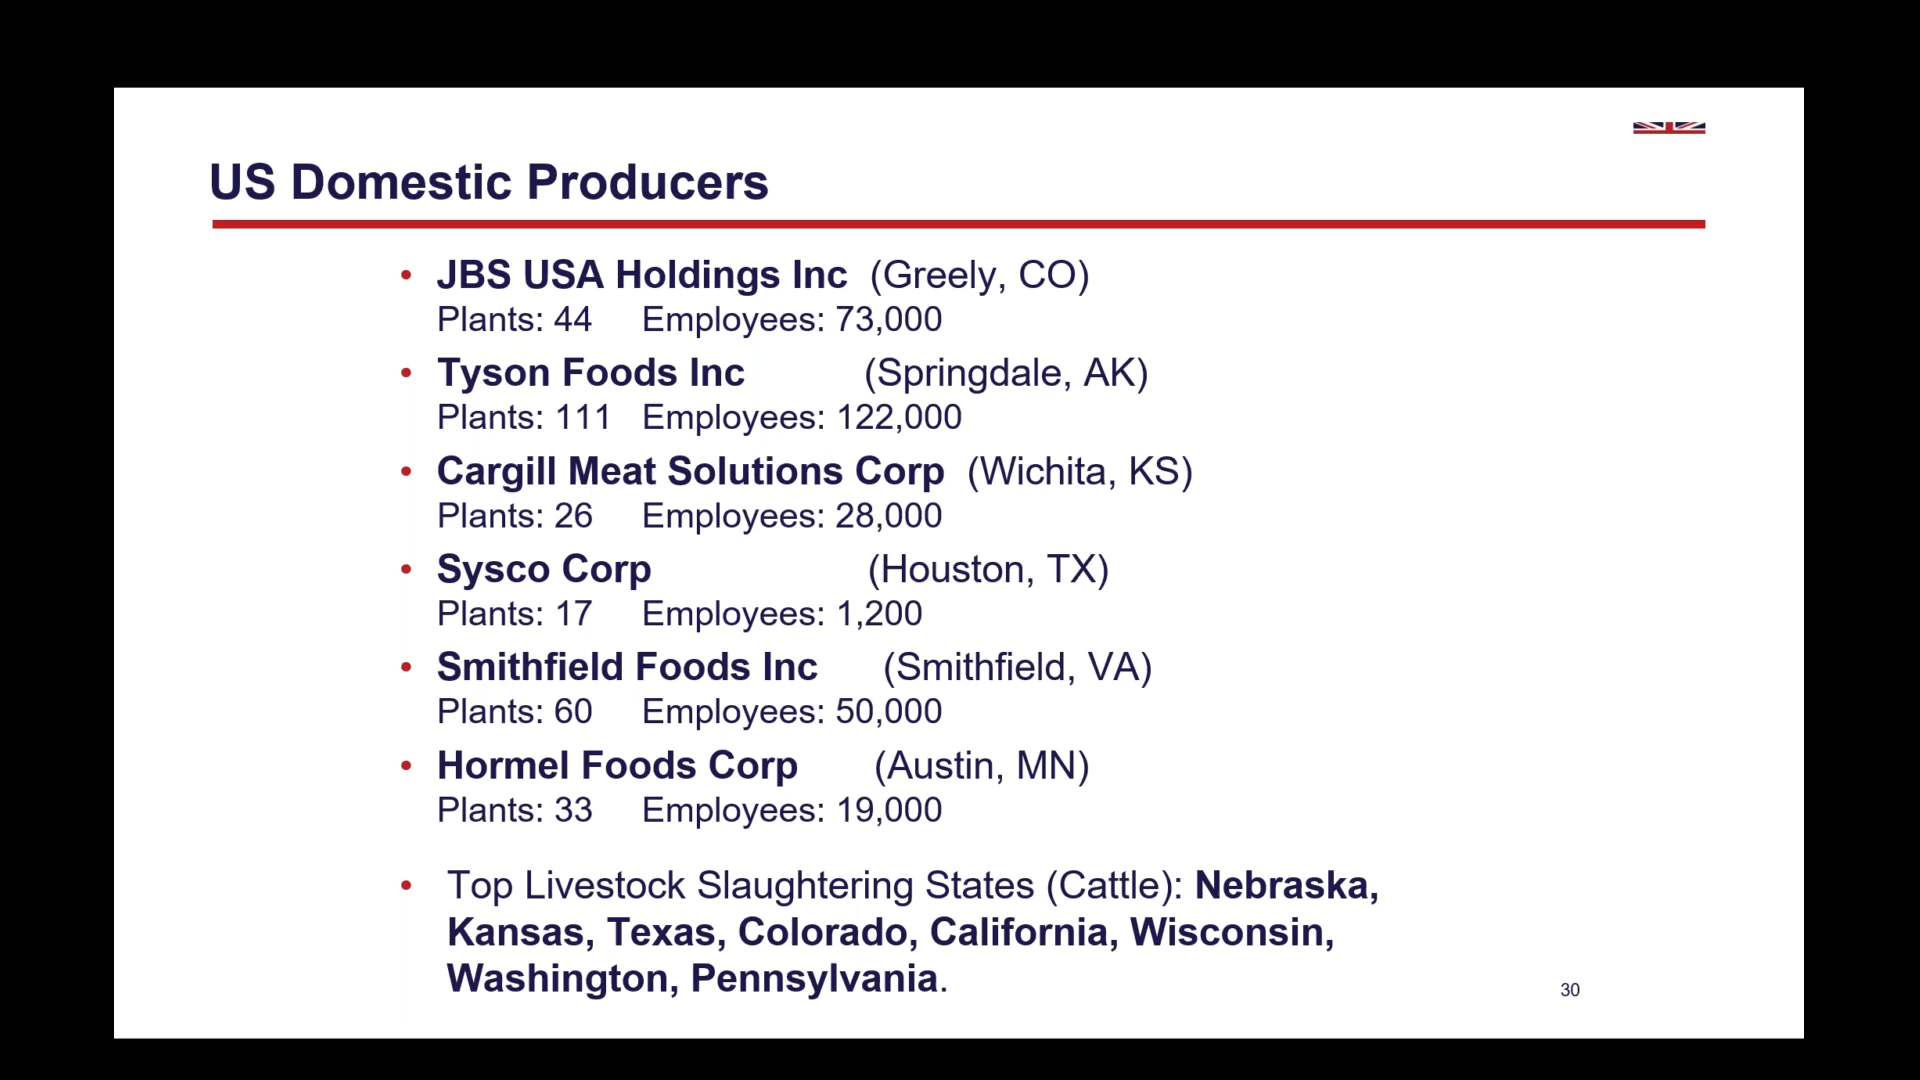 US Domestic Producers
• JBS USA Holdings Inc (Greely, CO)
Plants: 44 Employees: 73,000
• Tyson Foods Inc (Springdale, AK)
Plants: 111 Employees: 122,000
• Cargill Meat Solutions Corp (Wichita, KS)
Plants: 26 Employees: 28,000
• Sysco Corp (Houston, TX)
Plants: 17 Employees: 1,200
• Smithfield Foods Inc (Smithfield, VA)
Plants: 60 Employees: 50,000
• Hormel Foods Corp (Austin, MN)
Plants: 33 Employees: 19,000
• Top Livestock Slaughtering States (Cattle): Nebraska,
Kansas, Texas, Colorado, California, Wisconsin,
Washington, Pennsylvania.
30